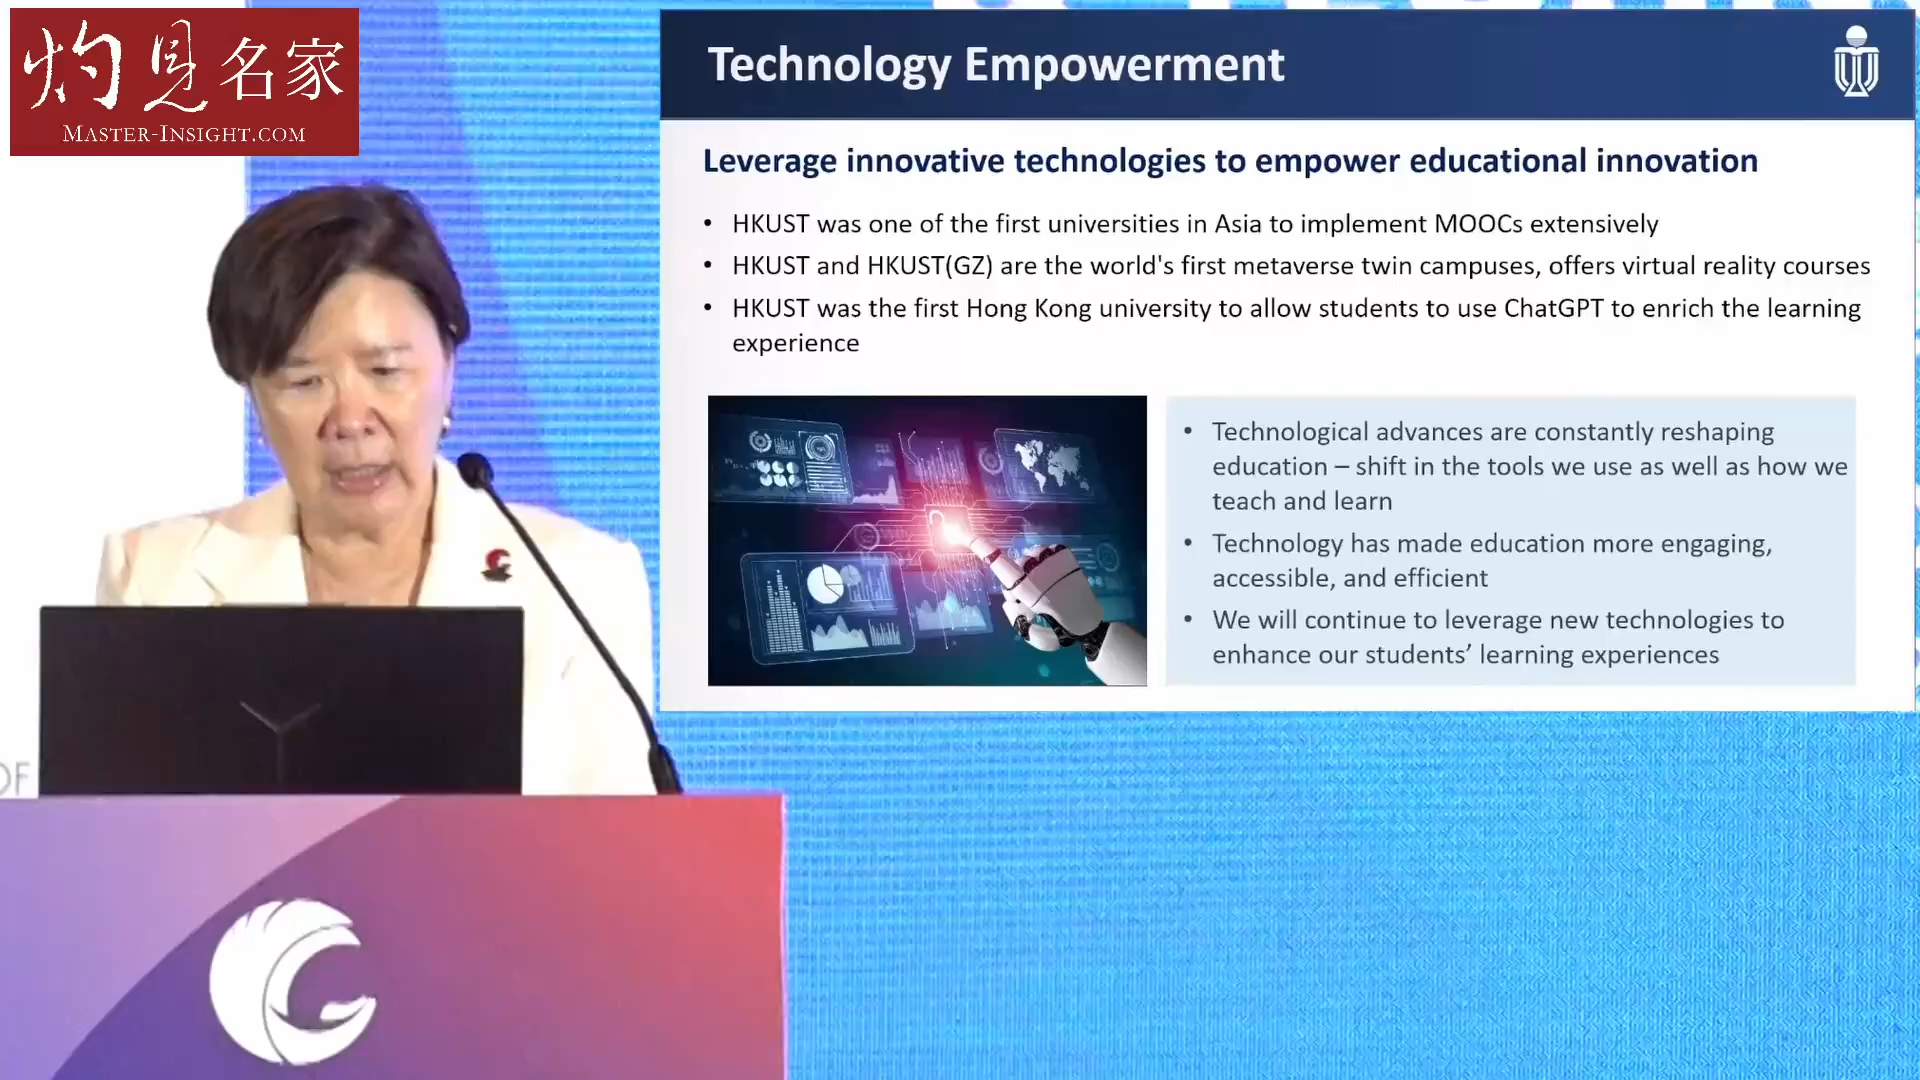 灼見名家
MASTER-INSIGHT.COM
Technology Empowerment
Leverage innovative technologies to empower educational innovation
• HKUST was one of the first universities in Asia to implement MOOCs extensively
• HKUST and HKUST(GZ) are the world's first metaverse twin campuses, offers virtual reality courses
• HKUST was the first Hong Kong university to allow students to use ChatGPT to enrich the learning
experience
• Technological advances are constantly reshaping
education – shift in the tools we use as well as how we
teach and learn
• Technology has made education more engaging,
accessible, and efficient
• We will continue to leverage new technologies to
enhance our students’ learning experiences
OF